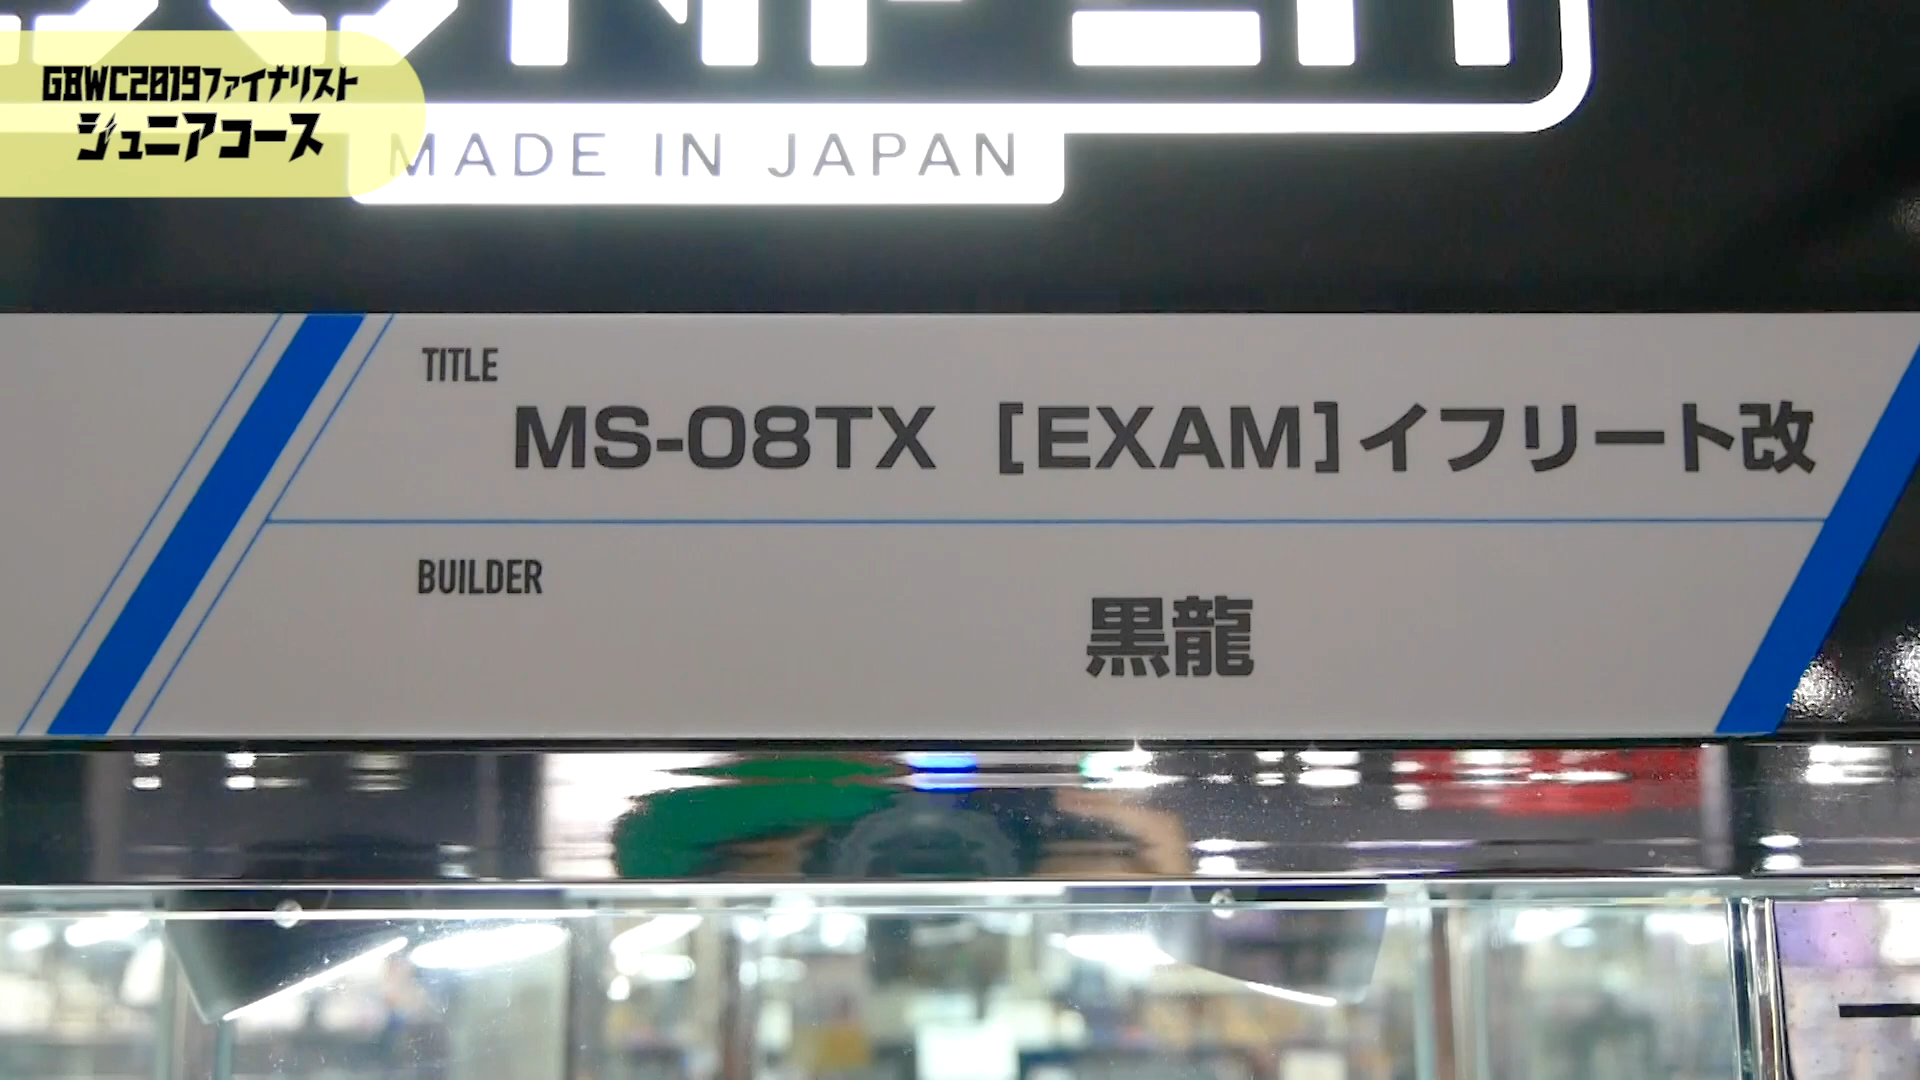 GBWC2019ファイナリスト
ジュニアコース
MADE IN JAPAN
TITLE
MS-08TX [EXAM]イフリート改
BUILDER
黒龍